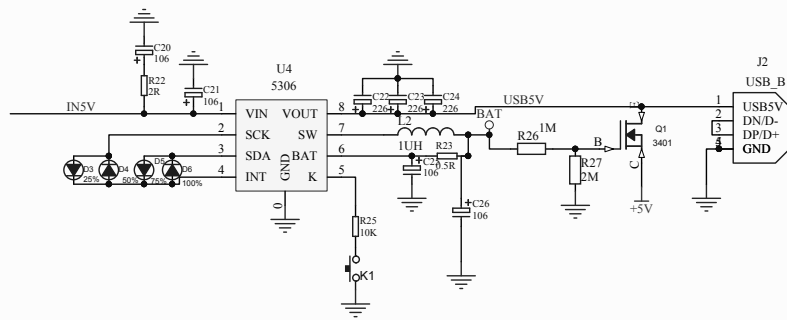 C20
106
R22
2R
C21
106
IN5V
U4
5306
1
2
3
4
VIN
SCK
SDA
INT
GND
0
VOUT
SW
BAT
K
8
7
6
5
D3
25%
D4
50%
D5
75%
D6
100%
C22
226
C23
226
C24
226
L2
1UH
R23
0.5R
C25
106
C26
106
R25
10K
K1
USB5V
BAT
R26
1M
R27
2M
B
E
C
Q1
3401
+5V
J2
USB_B
1
2
3
USB5V
DN/D-
DP/D+
GND